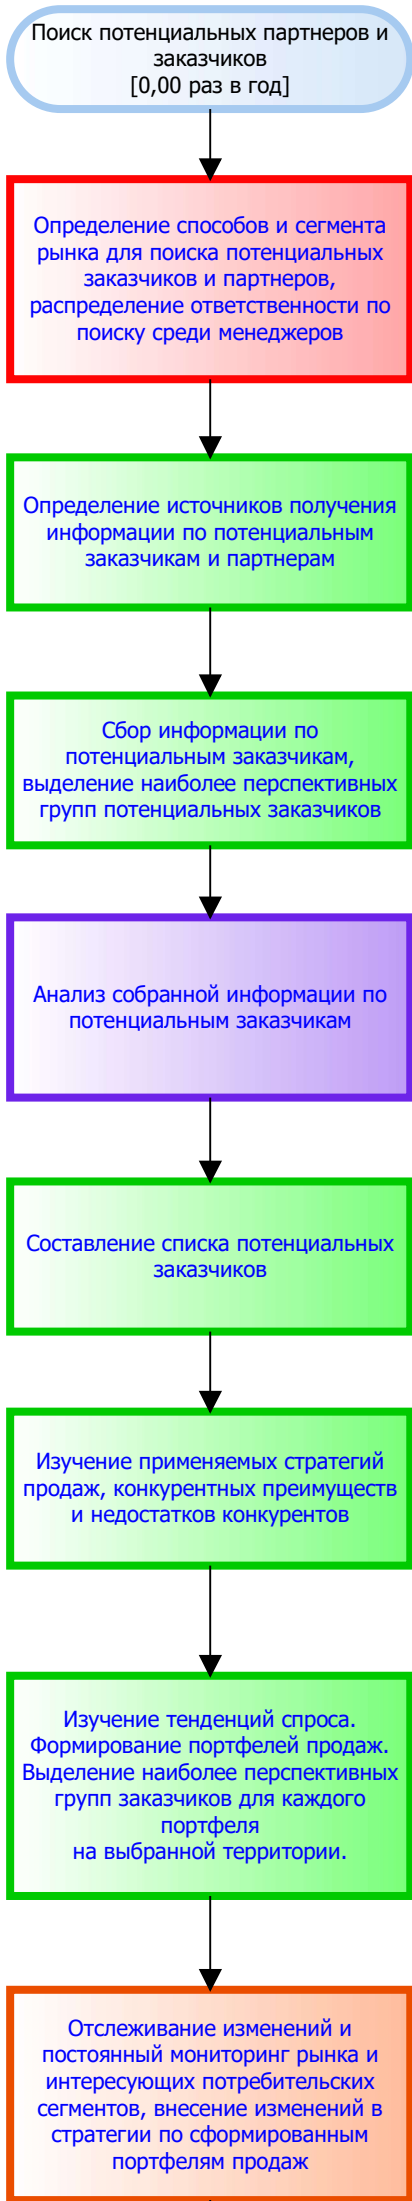 Поиск потенциальных партнеров и
заказчиков
[0,00 раз в год]
Определение способов и сегмента
рынка для поиска потенциальных
заказчиков и партнеров,
распределение ответственности по
поиску среди менеджеров
Определение источников получения
информации по потенциальным
заказчикам и партнерам
Сбор информации по
потенциальным заказчикам,
выделение наиболее перспективных
групп потенциальных заказчиков
Анализ собранной информации по
потенциальным заказчикам
Составление списка потенциальных
заказчиков
Изучение применяемых стратегий
продаж, конкурентных преимуществ
и недостатков конкурентов
Изучение тенденций спроса.
Формирование портфелей продаж.
Выделение наиболее перспективных
групп заказчиков для каждого
портфеля
на выбранной территории.
Отслеживание изменений и
постоянный мониторинг рынка и
интересующих потребительских
сегментов, внесение изменений в
стратегии по сформированным
портфелям продаж